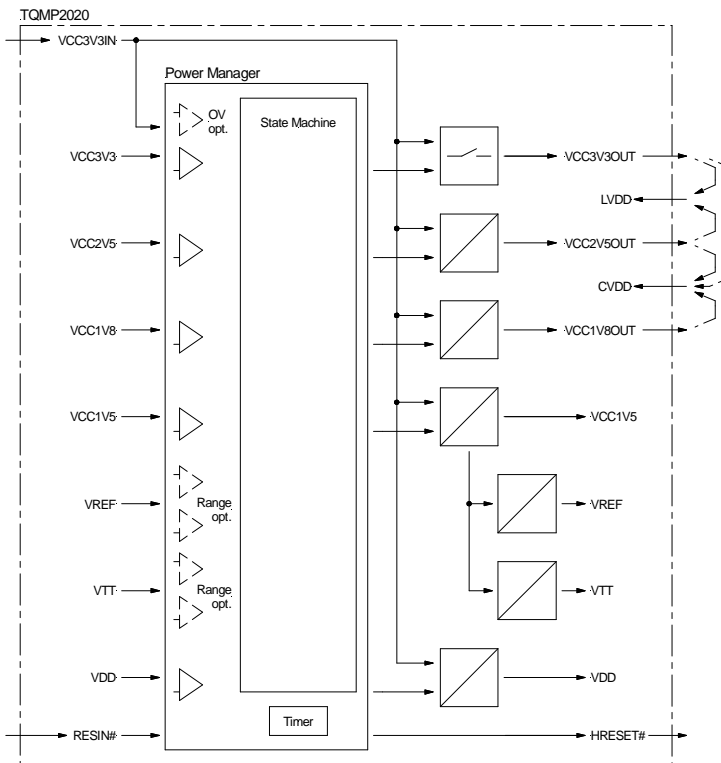 TQMP2020
VCC3V3IN
Power Manager
OV
opt.
State Machine
VCC3V3
VCC3V3OUT
LVDD
VCC2V5
VCC2V5OUT
CVDD
VCC1V8
VCC1V8OUT
VCC1V5
VCC1V5
VREF
Range
opt.
VREF
VTT
Range
opt.
VTT
VDD
VDD
Timer
RESIN#
HRESET#